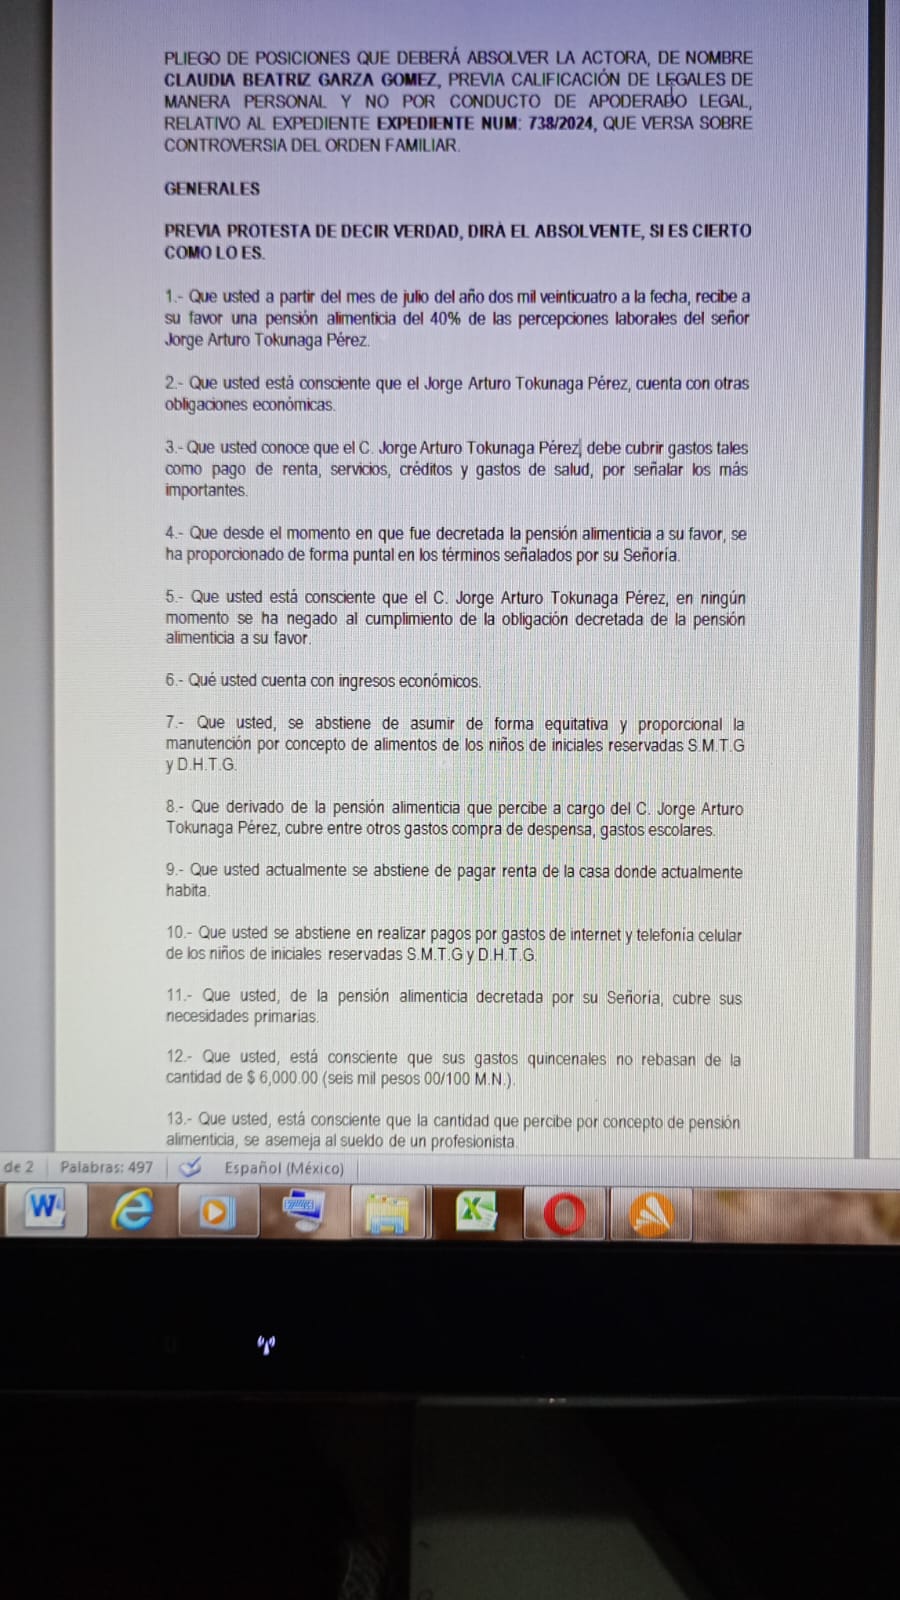 PLIEGO DE POSICIONES QUE DEBERÁ ABSOLVER LA ACTORA, DE NOMBRE
CLAUDIA BEATRIZ GARZA GOMEZ, PREVIA CALIFICACIÓN DE LEGALES DE
MANERA PERSONAL Y NO POR CONDUCTO DE APODERADO LEGAL,
RELATIVO AL EXPEDIENTE EXPEDIENTE NUM: 738/2024, QUE VERSA SOBRE
CONTROVERSIA DEL ORDEN FAMILIAR.
GENERALES
PREVIA PROTESTA DE DECIR VERDAD, DIRÁ EL ABSOLVENTE, SI ES CIERTO
COMO LO ES.
1.- Que usted a partir del mes de julio del año dos mil veinticuatro a la fecha, recibe a
su favor una pensión alimenticia del 40% de las percepciones laborales del señor
Jorge Arturo Tokunaga Pérez.
2.- Que usted está consciente que el Jorge Arturo Tokunaga Pérez, cuenta con otras
obligaciones económicas.
3.- Que usted conoce que el C. Jorge Arturo Tokunaga Pérez, debe cubrir gastos tales
como pago de renta, servicios, créditos y gastos de salud, por señalar los más
importantes.
4.- Que desde el momento en que fue decretada la pensión alimenticia a su favor, se
ha proporcionado de forma puntal en los términos señalados por su Señoría.
5.- Que usted está consciente que el C. Jorge Arturo Tokunaga Pérez, en ningún
momento se ha negado al cumplimiento de la obligación decretada de la pensión
alimenticia a su favor.
6.- Qué usted cuenta con ingresos económicos.
7.- Que usted, se abstiene de asumir de forma equitativa y proporcional la
manutención por concepto de alimentos de los niños de iniciales reservadas S.M.T.G
y D.H.T.G.
8.- Que derivado de la pensión alimenticia que percibe a cargo del C. Jorge Arturo
Tokunaga Pérez, cubre entre otros gastos compra de despensa, gastos escolares.
9.- Que usted actualmente se abstiene de pagar renta de la casa donde actualmente
habita.
10.- Que usted se abstiene en realizar pagos por gastos de internet y telefonía celular
de los niños de iniciales reservadas S.M.T.G y D.H.T.G.
11.- Que usted, de la pensión alimenticia decretada por su Señoría, cubre sus
necesidades primarias.
12.- Que usted, está consciente que sus gastos quincenales no rebasan de la
cantidad de $ 6,000.00 (seis mil pesos 00/100 M.N.).
13.- Que usted, está consciente que la cantidad que percibe por concepto de pensión
alimenticia, se asemeja al sueldo de un profesionista.
de 2 Palabras: 497 Español (México)